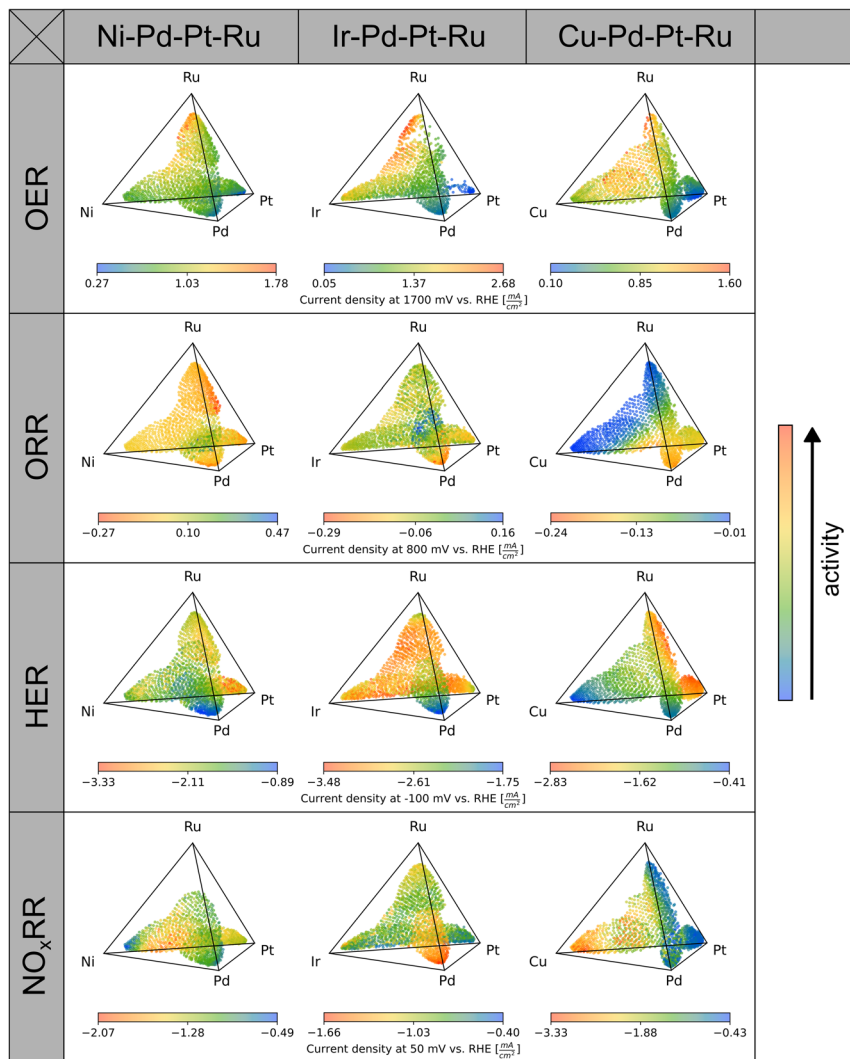 Ni-Pd-Pt-Ru Ir-Pd-Pt-Ru Cu-Pd-Pt-Ru
OER
Ru Ru Ru
Ni Pt Ir Pt Cu Pt
Pd Pd Pd
0.27 1.03 1.78 0.05 1.37 2.68 0.10 0.85 1.60
Current density at 1700 mV vs. RHE [mA/cm²]
ORR
Ru Ru Ru
Ni Pt Ir Pt Cu Pt
Pd Pd Pd
−0.27 0.10 0.47 −0.29 −0.06 0.16 −0.24 −0.13 −0.01
Current density at 800 mV vs. RHE [mA/cm²]
activity
HER
Ru Ru Ru
Ni Pt Ir Pt Cu Pt
Pd Pd Pd
−3.33 −2.11 −0.89 −3.48 −2.61 −1.75 −2.83 −1.62 −0.41
Current density at -100 mV vs. RHE [mA/cm²]
NOₓRR
Ru Ru Ru
Ni Pt Ir Pt Cu Pt
Pd Pd Pd
−2.07 −1.28 −0.49 −1.66 −1.03 −0.40 −3.33 −1.88 −0.43
Current density at 50 mV vs. RHE [mA/cm²]